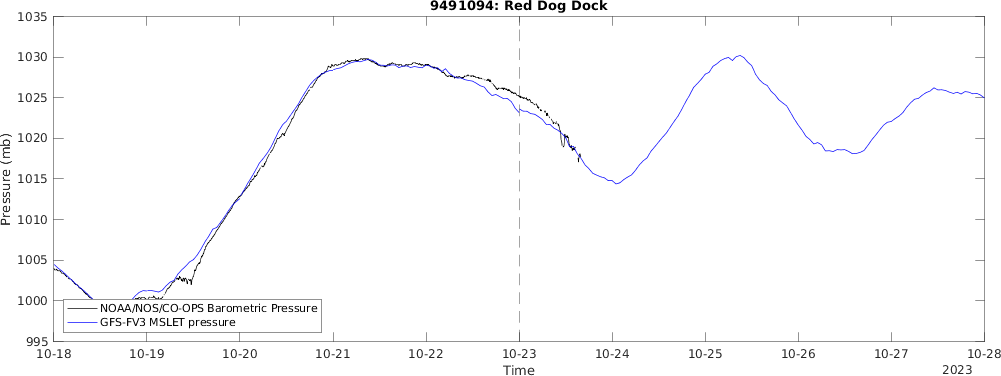 9491094: Red Dog Dock
1035
1030
1025
1020
1015
1010
1005
1000
995
Pressure (mb)
NOAA/NOS/CO-OPS Barometric Pressure
GFS-FV3 MSLET pressure
10-18 10-19 10-20 10-21 10-22 10-23 10-24 10-25 10-26 10-27 10-28
Time
2023